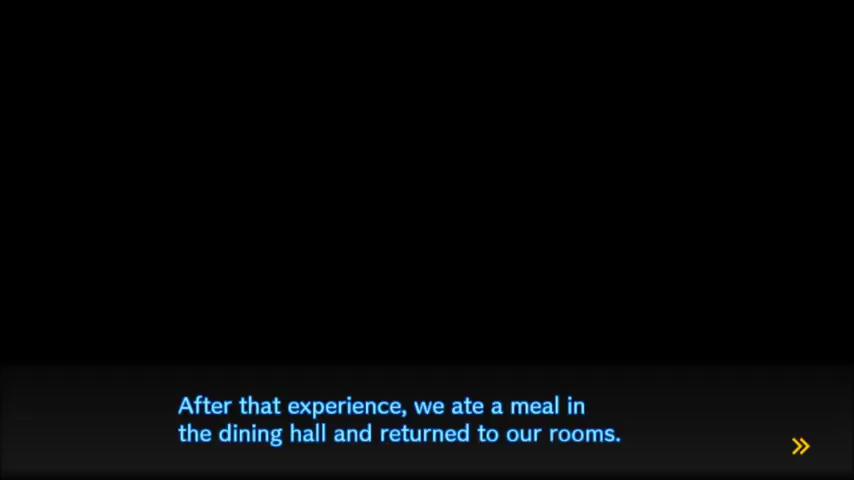 After that experience, we ate a meal in
the dining hall and returned to our rooms.